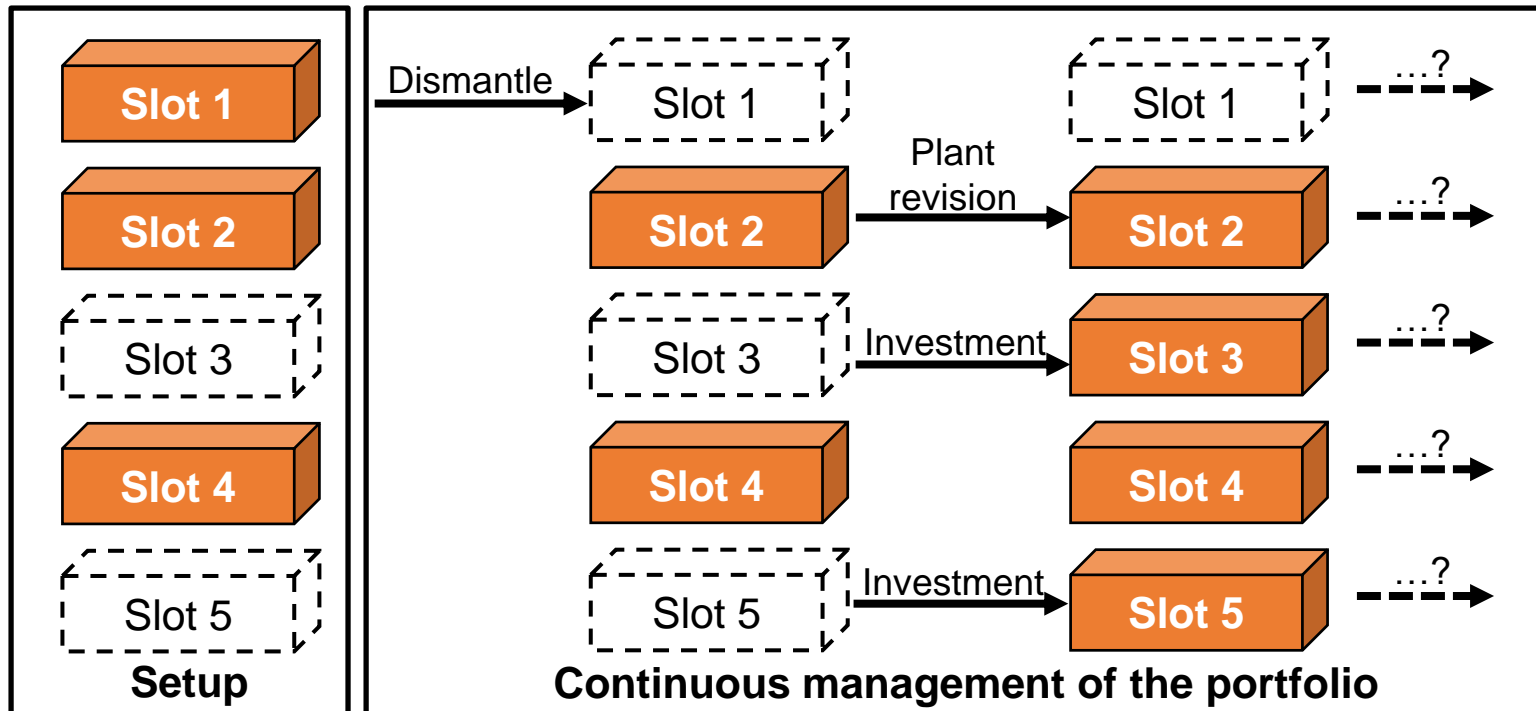 Slot 1
Slot 2
Slot 3
Slot 4
Slot 5
Setup
Dismantle
Slot 1
Slot 1
...?
Slot 2
Plant
revision
Slot 2
...?
Slot 3
Investment
Slot 3
...?
Slot 4
Slot 4
...?
Slot 5
Investment
Slot 5
...?
Continuous management of the portfolio